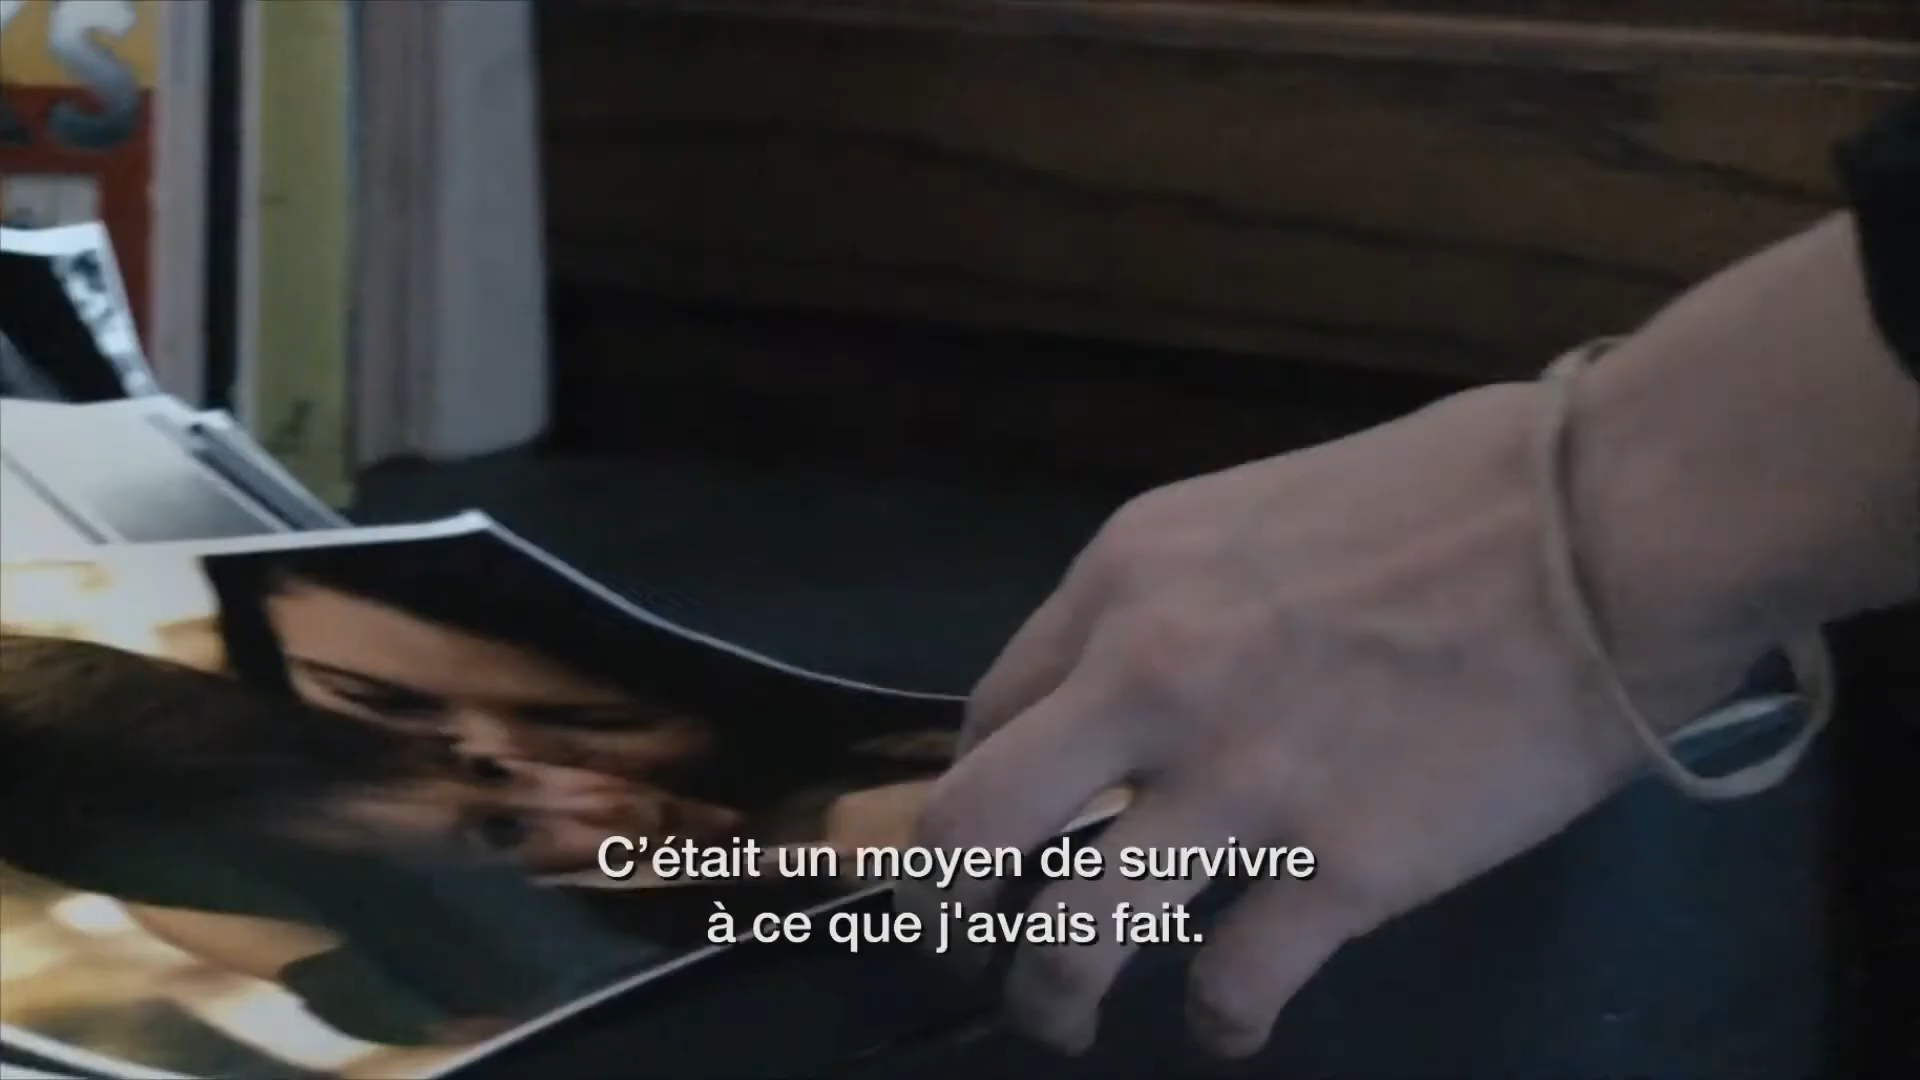 C’était un moyen de survivre
à ce que j'avais fait.